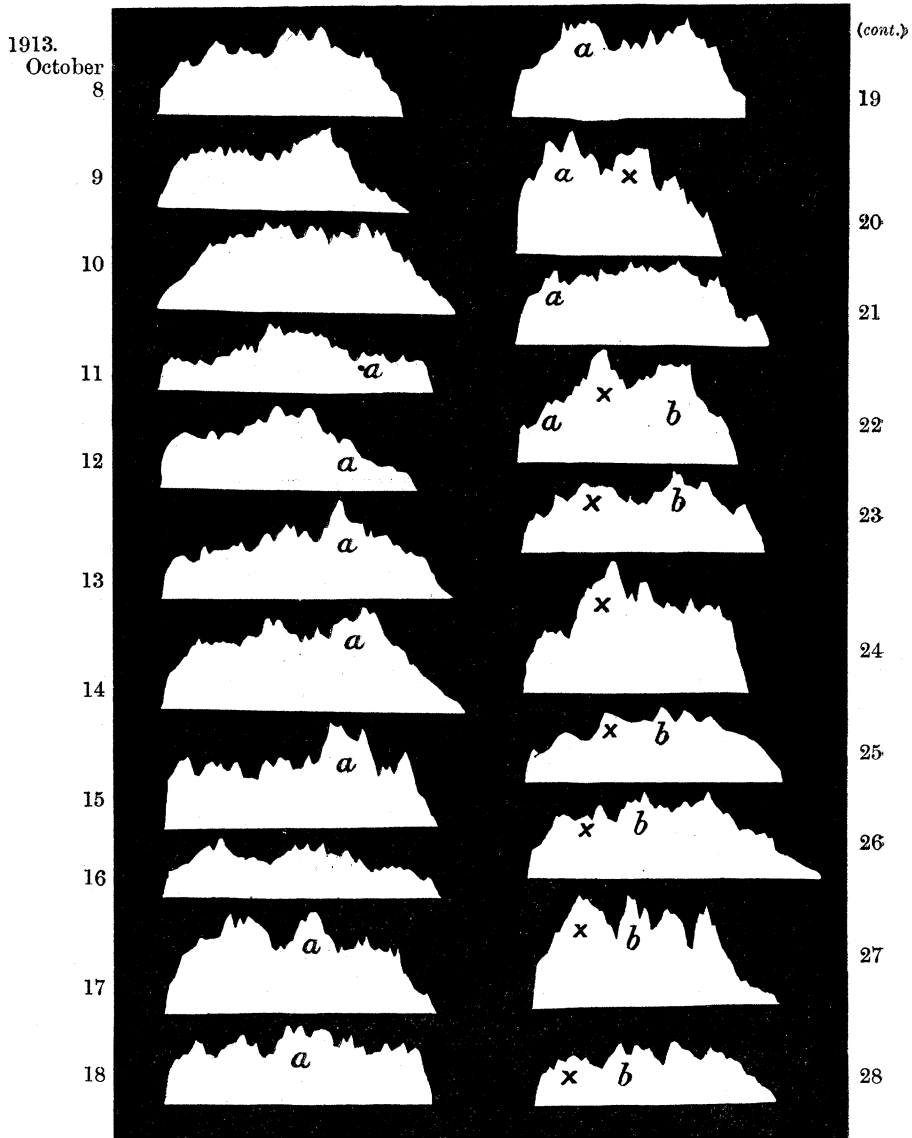 1913.
October
8
9
10
11 a
12 a
13 a
14 a
15 a
16
17 a
18 a
(cont.)
a 19
a × 20
a 21
a × b 22
× b 23
× 24
× b 25
× b 26
× b 27
× b 28